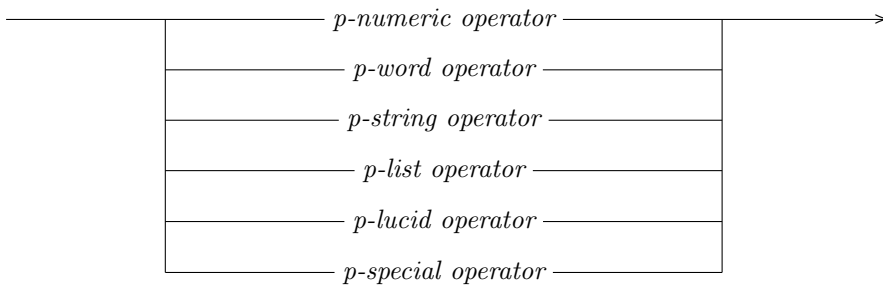 p-numeric operator
p-word operator
p-string operator
p-list operator
p-lucid operator
p-special operator